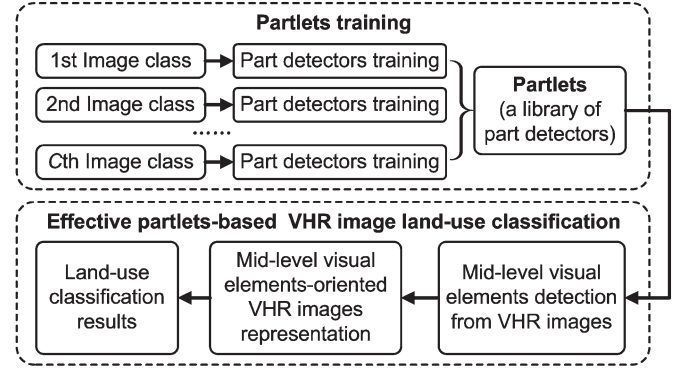 Partlets training
1st Image class
Part detectors training
2nd Image class
Part detectors training
......
Cth Image class
Part detectors training
Partlets
(a library of
part detectors)
Effective partlets-based VHR image land-use classification
Land-use
classification
results
Mid-level visual
elements-oriented
VHR images
representation
Mid-level visual
elements detection
from VHR images